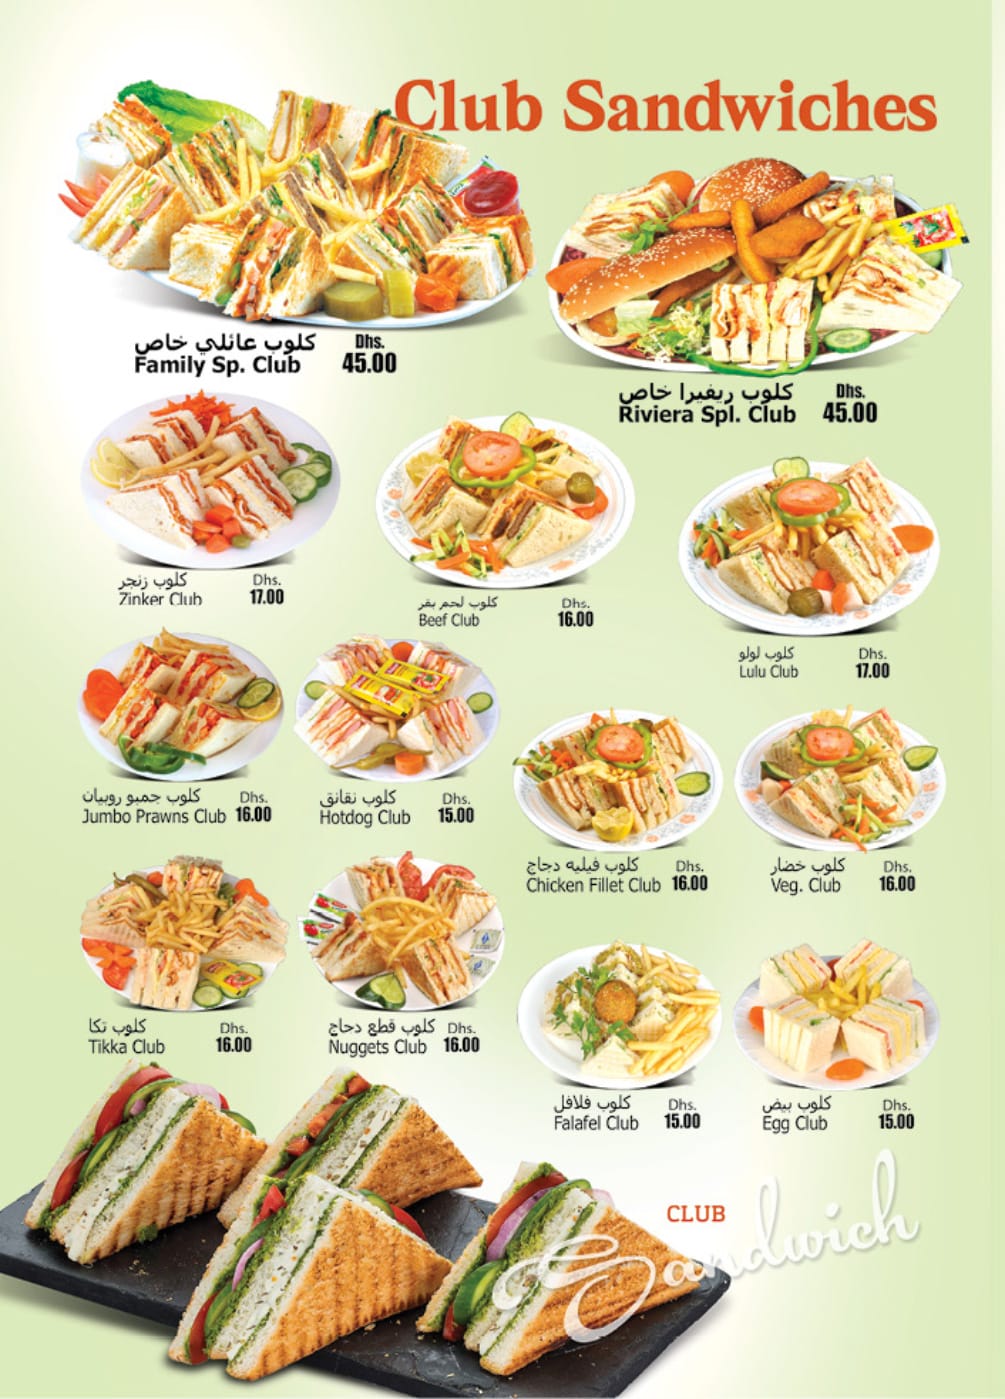 Club Sandwiches
كلوب عائلي خاص Dhs.
Family Sp. Club 45.00
كلوب ريفيرا خاص Dhs.
Riviera Spl. Club 45.00
كلوب زنجر Dhs.
Zinker Club 17.00
كلوب لحم بقر Dhs.
Beef Club 16.00
كلوب لولو Dhs.
Lulu Club 17.00
كلوب جمبو روبيان Dhs.
Jumbo Prawns Club 16.00
كلوب نقانق Dhs.
Hotdog Club 15.00
كلوب فيليه دجاج Dhs.
Chicken Fillet Club 16.00
كلوب خضار Dhs.
Veg. Club 16.00
كلوب تكا Dhs.
Tikka Club 16.00
كلوب قطع دجاج Dhs.
Nuggets Club 16.00
كلوب فلافل Dhs.
Falafel Club 15.00
كلوب بيض Dhs.
Egg Club 15.00
CLUB
Sandwich